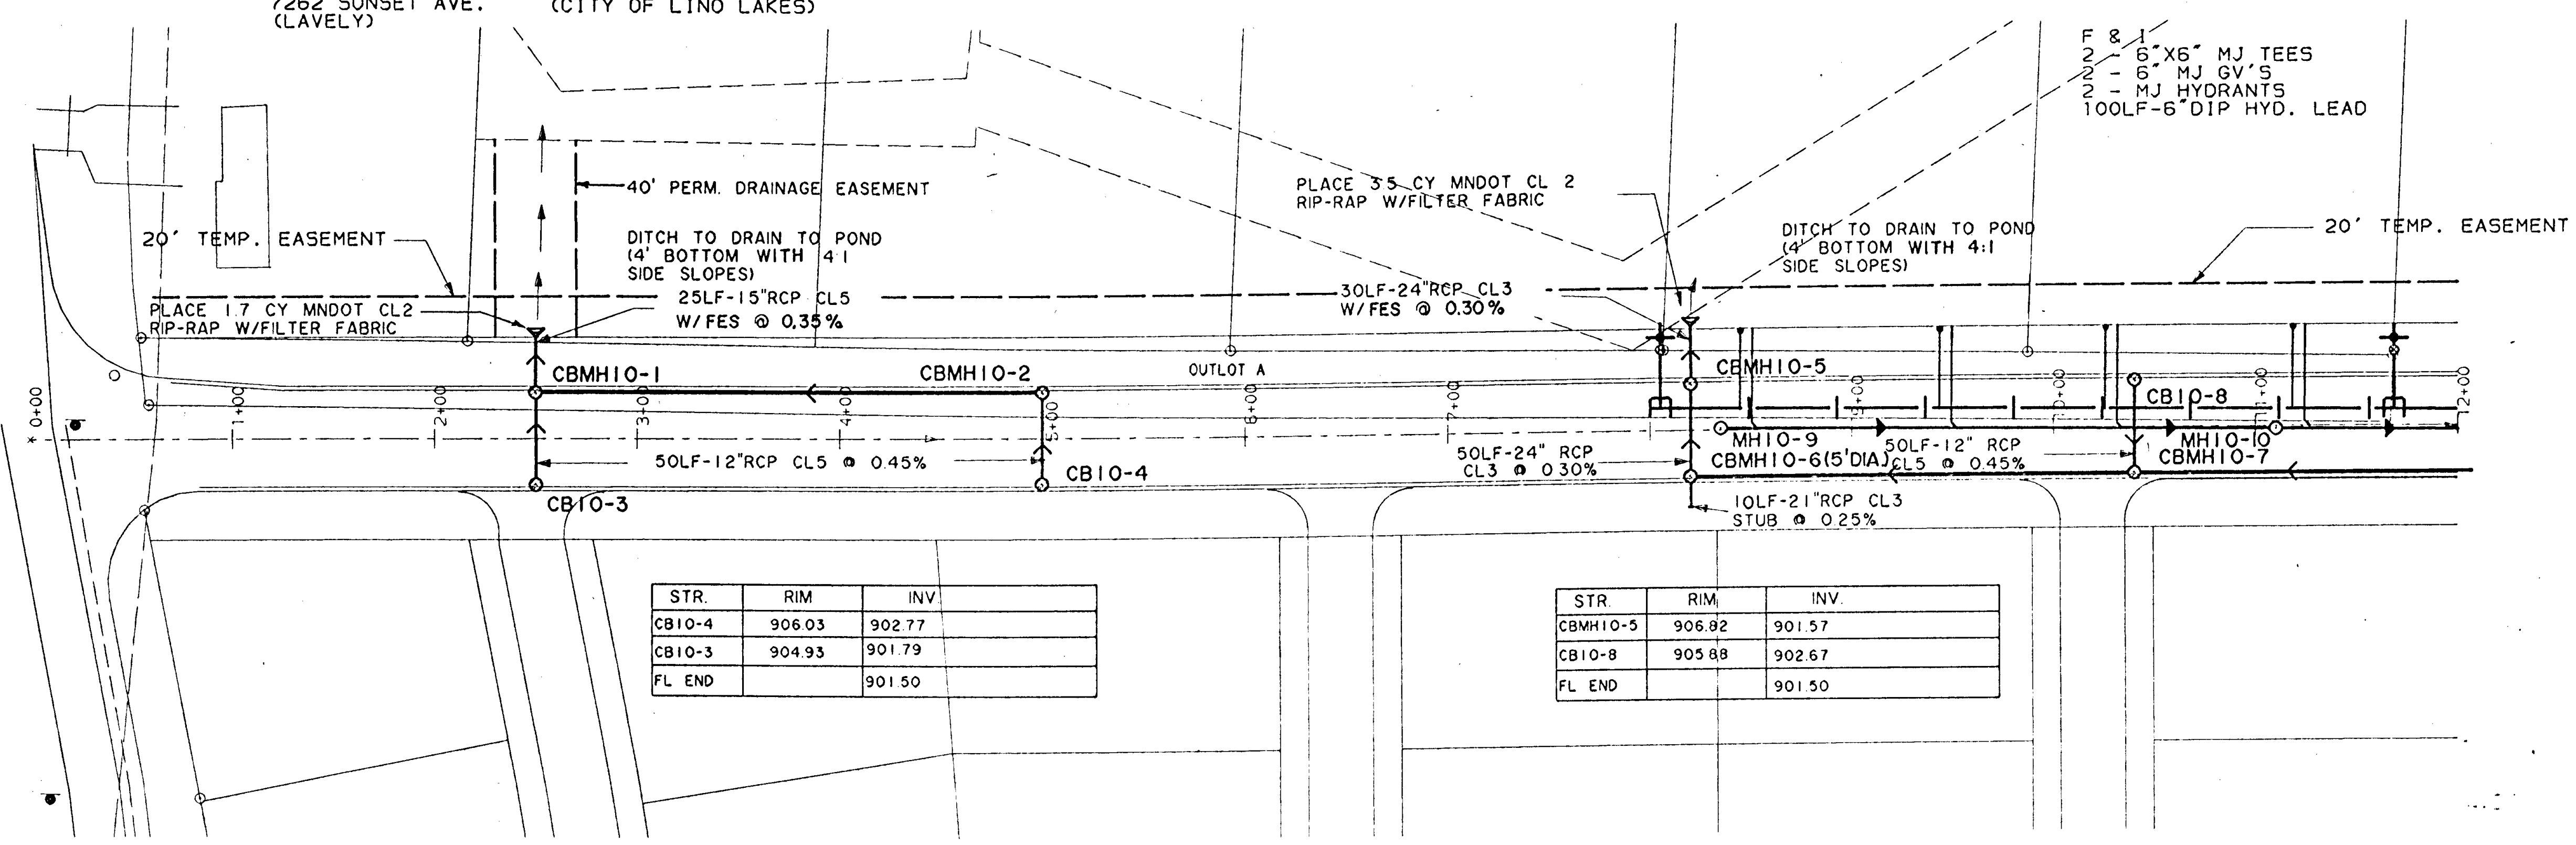 7262 SUNSET AVE.
(LAVELY)
(CITY OF LINO LAKES)
F & I
2 - 6"X6" MJ TEES
2 - 6" MJ GV'S
2 - MJ HYDRANTS
100LF-6"DIP HYD. LEAD
40' PERM. DRAINAGE EASEMENT
PLACE 3.5 CY MNDOT CL 2
RIP-RAP W/FILTER FABRIC
20' TEMP. EASEMENT
DITCH TO DRAIN TO POND
(4' BOTTOM WITH 4:1
SIDE SLOPES)
DITCH TO DRAIN TO POND
(4' BOTTOM WITH 4:1
SIDE SLOPES)
20' TEMP. EASEMENT
PLACE 1.7 CY MNDOT CL2
RIP-RAP W/FILTER FABRIC
25LF-15"RCP CL5
W/FES @ 0.35%
30LF-24"RCP CL3
W/FES @ 0.30%
CBMH10-1
CBMH10-2
OUTLOT A
CBMH10-5
CB10-8
* 0+00
1+00
2+00
3+00
4+00
5+00
6+00
7+00
9+00
10+00
11+00
12+00
50LF-12"RCP CL5 @ 0.45%
CB10-3
CB10-4
50LF-24" RCP
CL3 @ 0.30%
MH10-9
CBMH10-6(5'DIA)
50LF-12" RCP
CL5 @ 0.45%
MH10-10
CBMH10-7
10LF-21"RCP CL3
STUB @ 0.25%
STR. RIM INV.
CB10-4 906.03 902.77
CB10-3 904.93 901.79
FL END 901.50
STR. RIM INV.
CBMH10-5 906.82 901.57
CB10-8 905.88 902.67
FL END 901.50